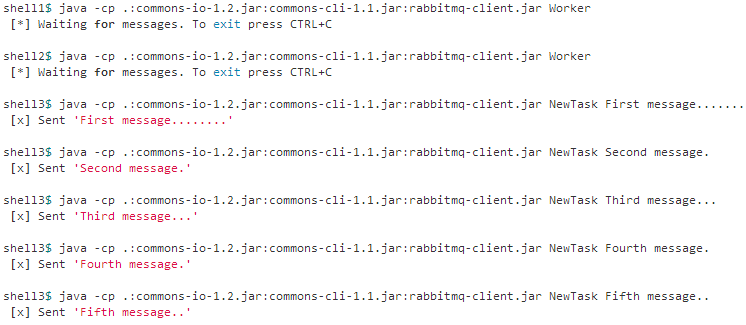 shell1$ java -cp .:commons-io-1.2.jar:commons-cli-1.1.jar:rabbitmq-client.jar Worker
 [*] Waiting for messages. To exit press CTRL+C
shell2$ java -cp .:commons-io-1.2.jar:commons-cli-1.1.jar:rabbitmq-client.jar Worker
 [*] Waiting for messages. To exit press CTRL+C
shell3$ java -cp .:commons-io-1.2.jar:commons-cli-1.1.jar:rabbitmq-client.jar NewTask First message.......
 [x] Sent 'First message........'
shell3$ java -cp .:commons-io-1.2.jar:commons-cli-1.1.jar:rabbitmq-client.jar NewTask Second message.
 [x] Sent 'Second message.'
shell3$ java -cp .:commons-io-1.2.jar:commons-cli-1.1.jar:rabbitmq-client.jar NewTask Third message...
 [x] Sent 'Third message...'
shell3$ java -cp .:commons-io-1.2.jar:commons-cli-1.1.jar:rabbitmq-client.jar NewTask Fourth message.
 [x] Sent 'Fourth message.'
shell3$ java -cp .:commons-io-1.2.jar:commons-cli-1.1.jar:rabbitmq-client.jar NewTask Fifth message..
 [x] Sent 'Fifth message..'